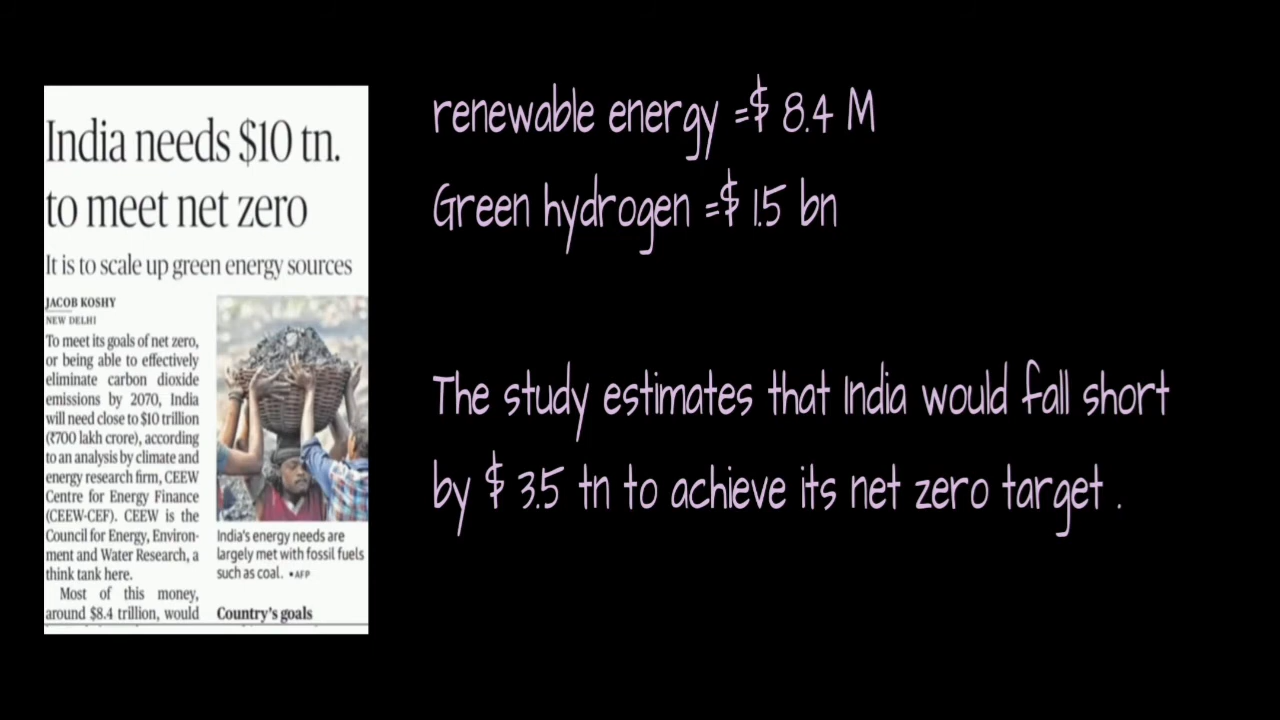 India needs $10 tn.
to meet net zero
It is to scale up green energy sources
JACOB KOSHY
NEW DELHI
To meet its goals of net zero,
or being able to effectively
eliminate carbon dioxide
emissions by 2070, India
will need close to $10 trillion
(₹700 lakh crore), according
to an analysis by climate and
energy research firm, CEEW
Centre for Energy Finance
(CEEW-CEF). CEEW is the
Council for Energy, Environ-
ment and Water Research, a
think tank here.
Most of this money,
around $8.4 trillion, would
India's energy needs are
largely met with fossil fuels
such as coal. •AFP
Country's goals
renewable energy =$ 8.4 M
Green hydrogen =$ 1.5 bn
The study estimates that India would fall short
by $ 3.5 tn to achieve its net zero target .